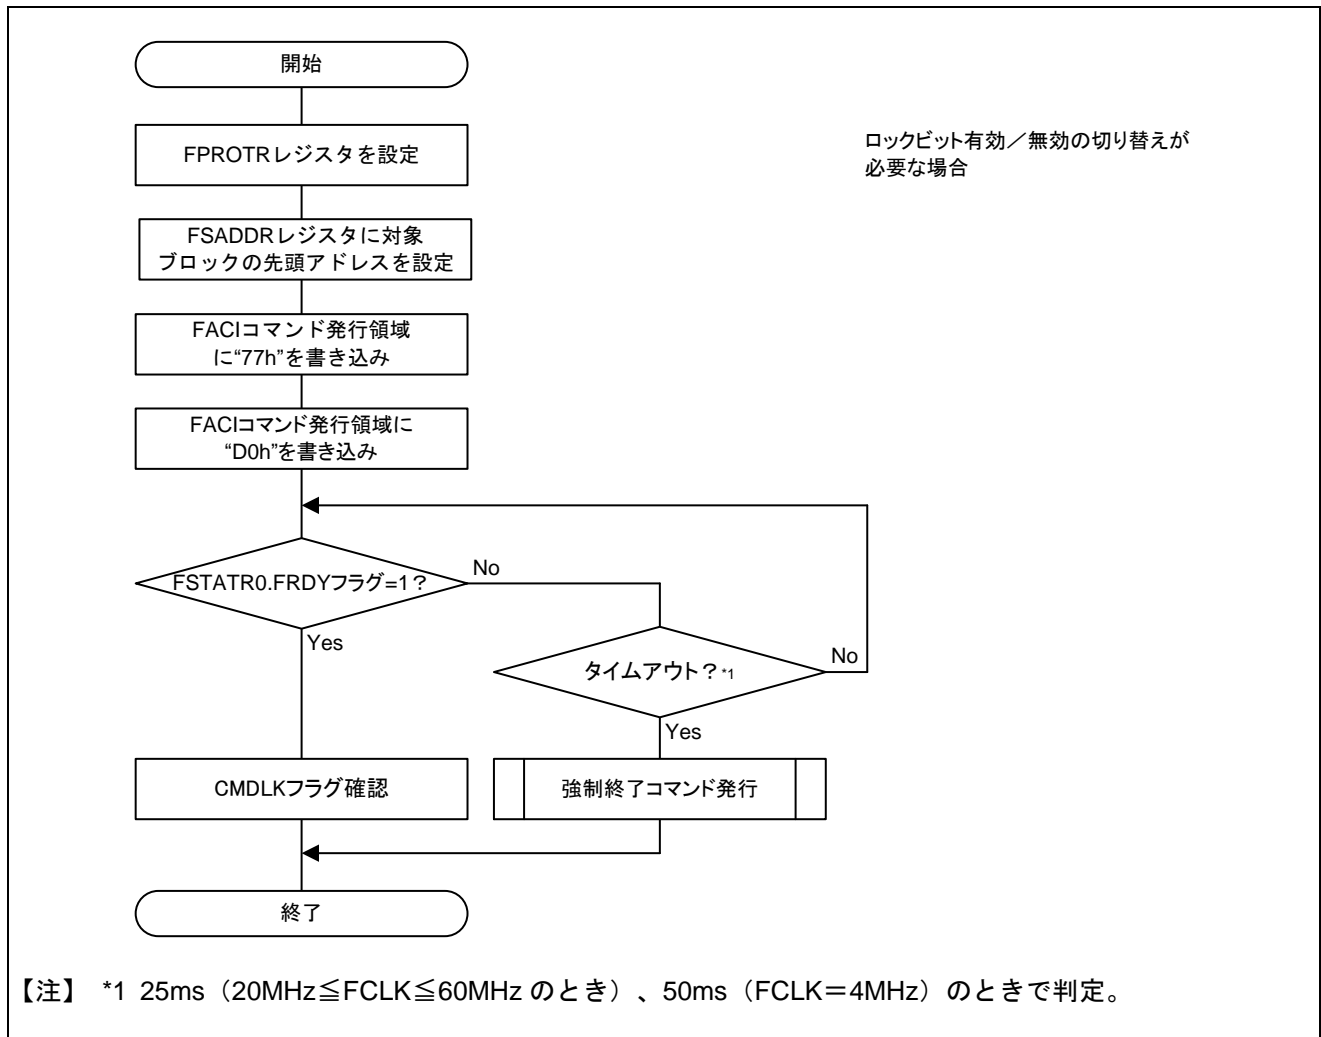 開始
FPROTRレジスタを設定
ロックビット有効／無効の切り替えが
必要な場合
FSADDRレジスタに対象
ブロックの先頭アドレスを設定
FACIコマンド発行領域
に“77h”を書き込み
FACIコマンド発行領域に
“D0h”を書き込み
FSTATR0.FRDYフラグ=1？
No
Yes
タイムアウト？*1
No
Yes
CMDLKフラグ確認
強制終了コマンド発行
終了
【注】 *1 25ms（20MHz≦FCLK≦60MHz のとき）、50ms（FCLK＝4MHz）のときで判定。